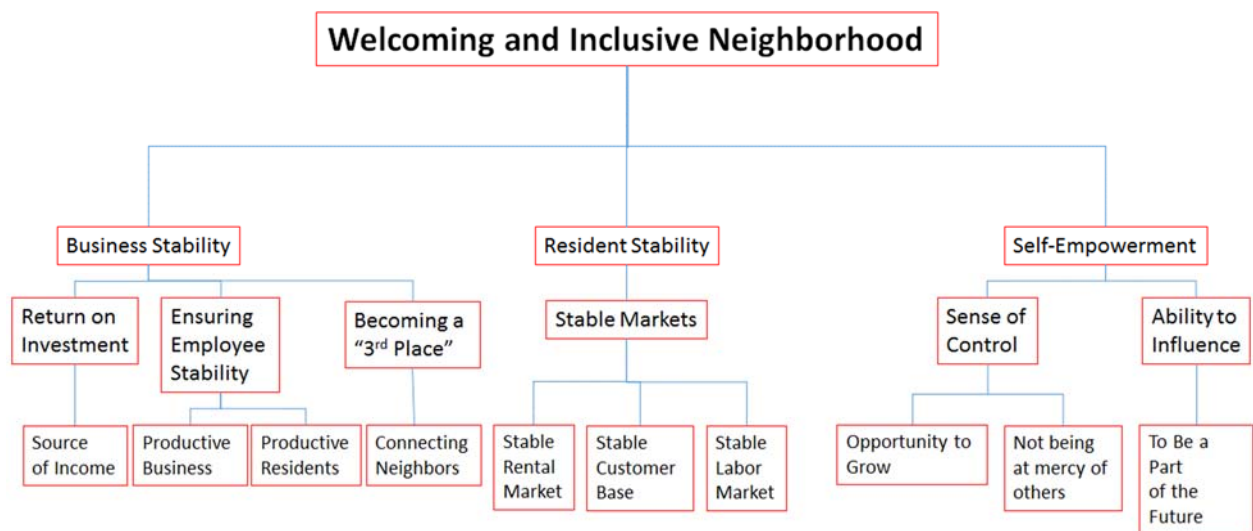 Welcoming and Inclusive Neighborhood
Business Stability
Resident Stability
Self-Empowerment
Return on
Investment
Ensuring
Employee
Stability
Becoming a
“3rd Place”
Stable Markets
Sense of
Control
Ability to
Influence
Source
of Income
Productive
Business
Productive
Residents
Connecting
Neighbors
Stable
Rental
Market
Stable
Customer
Base
Stable
Labor
Market
Opportunity to
Grow
Not being
at mercy of
others
To Be a
Part
of the
Future